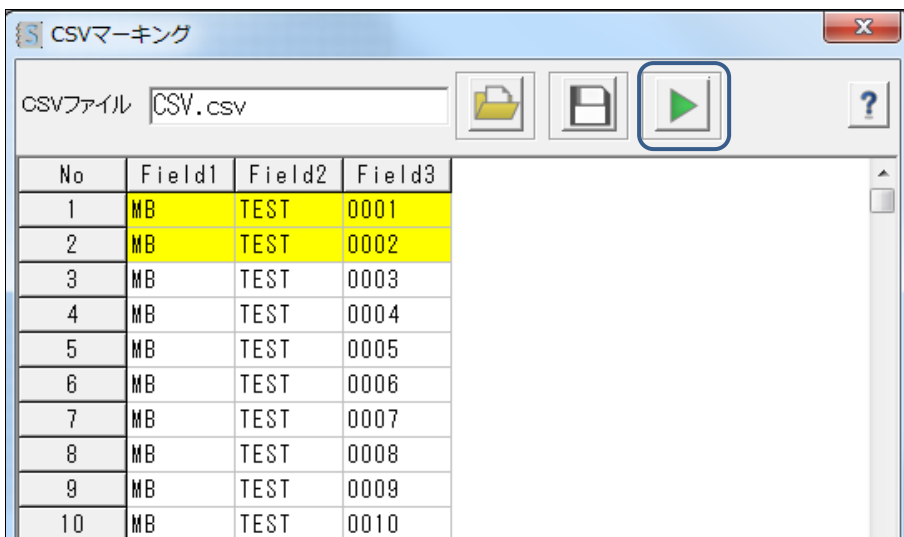 CSVマーキング
CSVファイル CSV.csv ?
No Field1 Field2 Field3
1 MB TEST 0001
2 MB TEST 0002
3 MB TEST 0003
4 MB TEST 0004
5 MB TEST 0005
6 MB TEST 0006
7 MB TEST 0007
8 MB TEST 0008
9 MB TEST 0009
10 MB TEST 0010